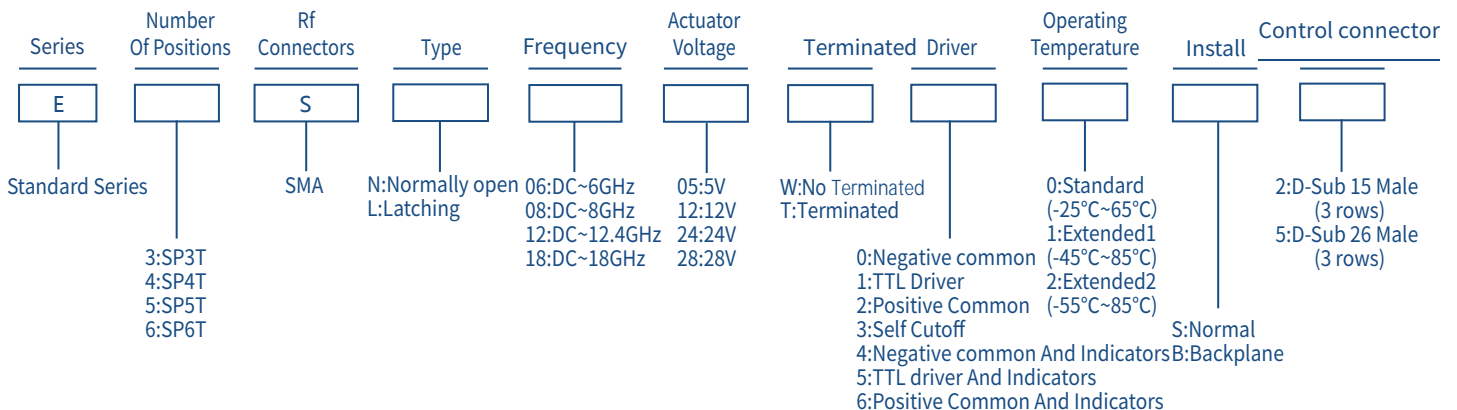 Series
Number
Of Positions
Rf
Connectors
Type
Frequency
Actuator
Voltage
Terminated
Driver
Operating
Temperature
Install
Control connector
E
S
Standard Series
3:SP3T
4:SP4T
5:SP5T
6:SP6T
SMA
N:Normally open
L:Latching
06:DC~6GHz
08:DC~8GHz
12:DC~12.4GHz
18:DC~18GHz
05:5V
12:12V
24:24V
28:28V
W:No Terminated
T:Terminated
0:Negative common
1:TTL Driver
2:Positive Common
3:Self Cutoff
4:Negative common And Indicators
5:TTL driver And Indicators
6:Positive Common And Indicators
0:Standard
(-25°C~65°C)
1:Extended1
(-45°C~85°C)
2:Extended2
(-55°C~85°C)
S:Normal
B:Backplane
2:D-Sub 15 Male
(3 rows)
5:D-Sub 26 Male
(3 rows)